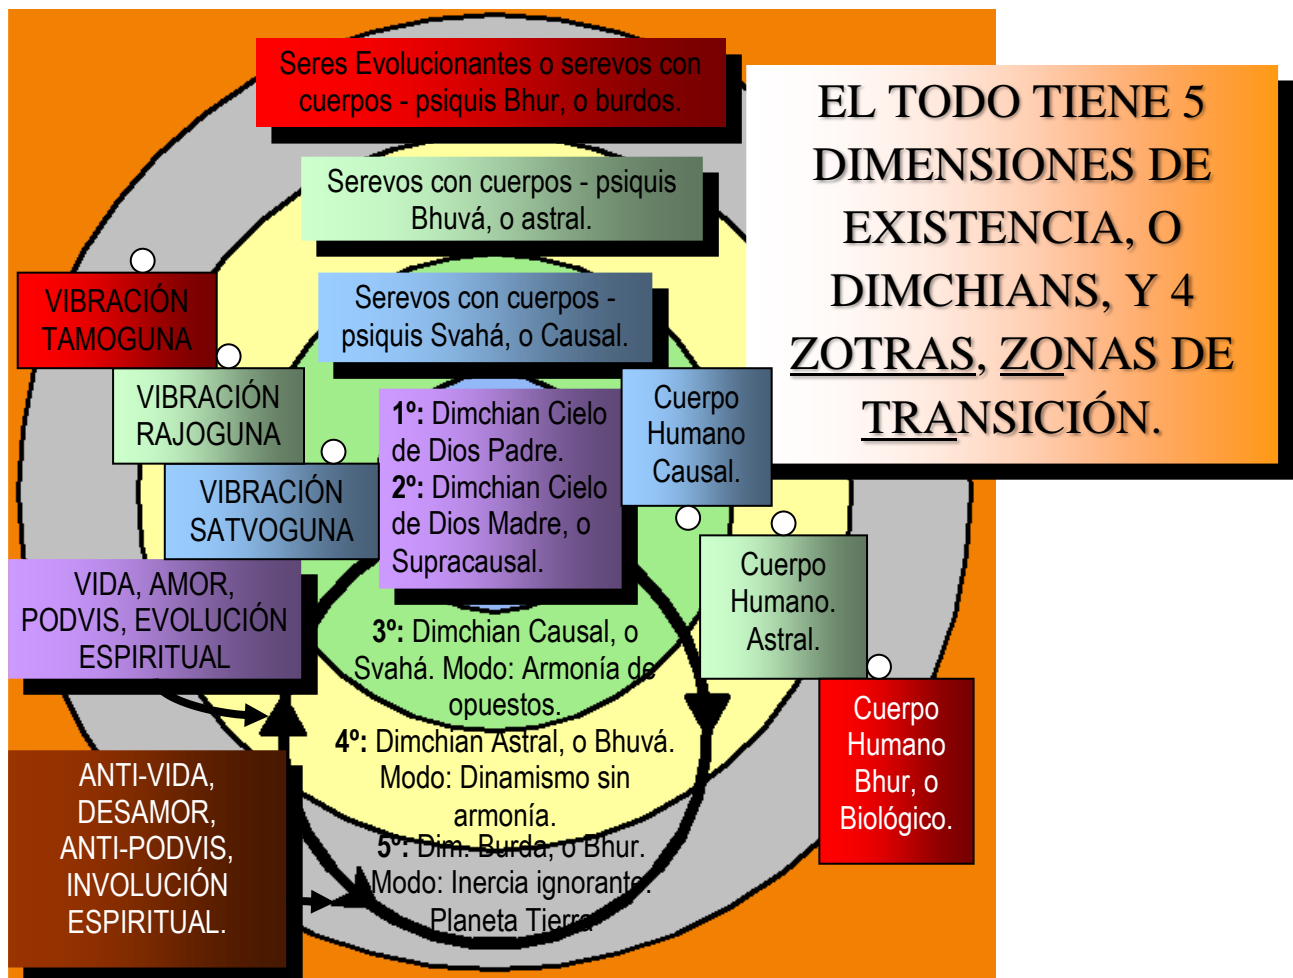 Seres Evolucionantes o serevos con
cuerpos - psiquis Bhur, o burdos.
EL TODO TIENE 5
DIMENSIONES DE
EXISTENCIA, O
DIMCHIANS, Y 4
ZOTRAS, ZONAS DE
TRANSICIÓN.
Serevos con cuerpos - psiquis
Bhuvá, o astral.
Serevos con cuerpos -
psiquis Svahá, o Causal.
VIBRACIÓN
TAMOGUNA
VIBRACIÓN
RAJOGUNA
VIBRACIÓN
SATVOGUNA
1º: Dimchian Cielo
de Dios Padre.
2º: Dimchian Cielo
de Dios Madre, o
Supracausal.
Cuerpo
Humano
Causal.
Cuerpo
Humano.
Astral.
Cuerpo
Humano
Bhur, o
Biológico.
VIDA, AMOR,
PODVIS, EVOLUCIÓN
ESPIRITUAL
3º: Dimchian Causal, o
Svahá. Modo: Armonía de
opuestos.
4º: Dimchian Astral, o Bhuvá.
Modo: Dinamismo sin
armonía.
5º: Dim. Burda, o Bhur.
Modo: Inercia ignorante.
Planeta Tierra
ANTI-VIDA,
DESAMOR,
ANTI-PODVIS,
INVOLUCIÓN
ESPIRITUAL.